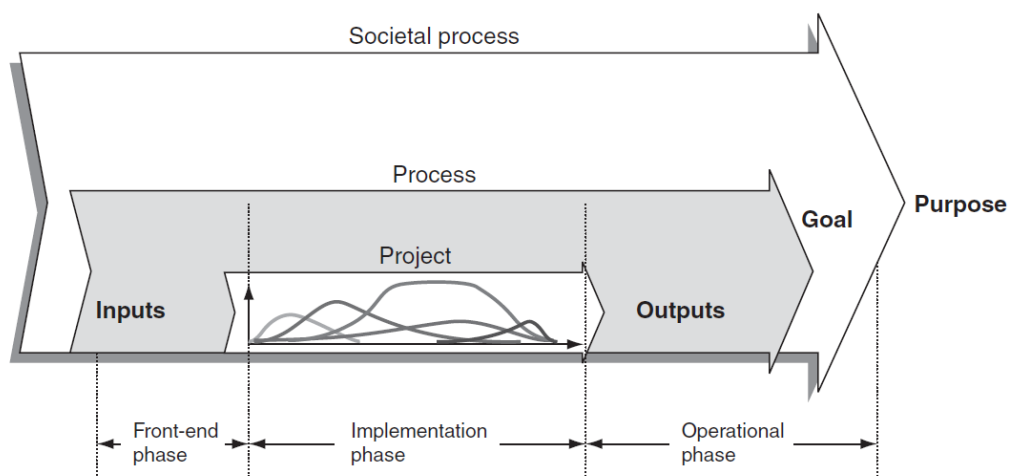 Societal process
Process
Goal
Purpose
Project
Inputs
Outputs
Front-end
phase
Implementation
phase
Operational
phase